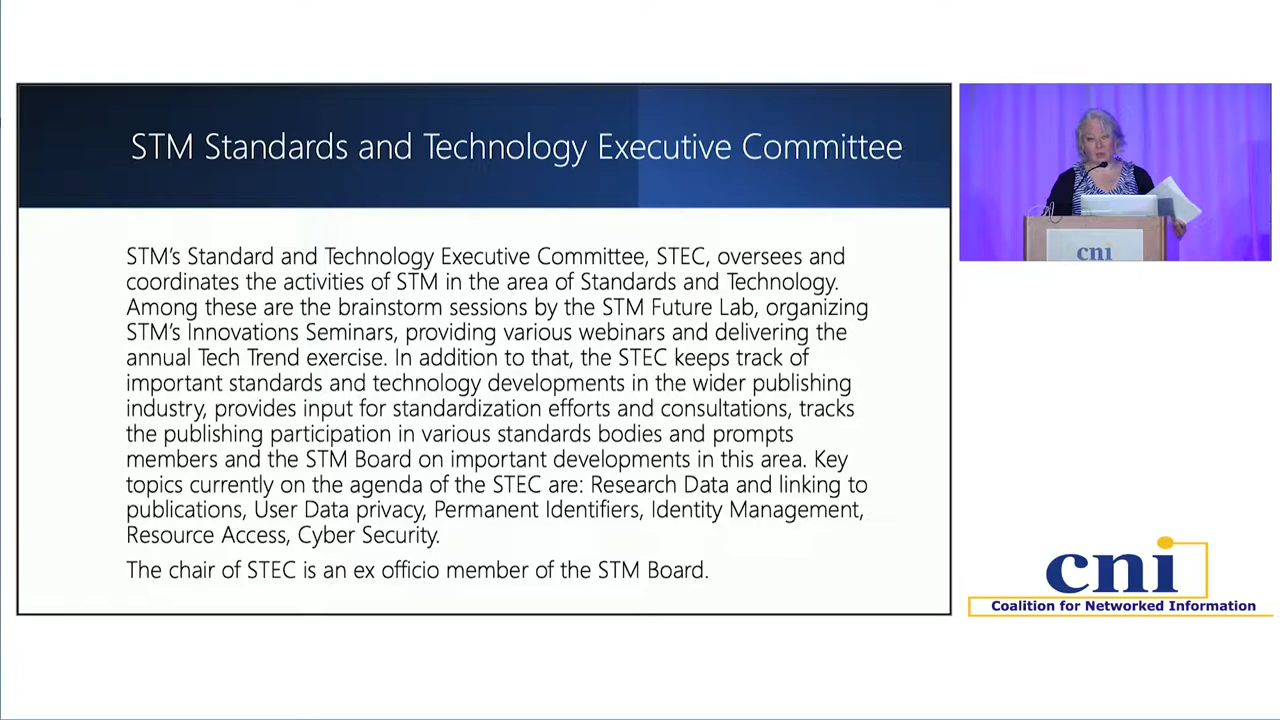 STM Standards and Technology Executive Committee
STM's Standard and Technology Executive Committee, STEC, oversees and
coordinates the activities of STM in the area of Standards and Technology.
Among these are the brainstorm sessions by the STM Future Lab, organizing
STM's Innovations Seminars, providing various webinars and delivering the
annual Tech Trend exercise. In addition to that, the STEC keeps track of
important standards and technology developments in the wider publishing
industry, provides input for standardization efforts and consultations, tracks
the publishing participation in various standards bodies and prompts
members and the STM Board on important developments in this area. Key
topics currently on the agenda of the STEC are: Research Data and linking to
publications, User Data privacy, Permanent Identifiers, Identity Management,
Resource Access, Cyber Security.
The chair of STEC is an ex officio member of the STM Board.
cni
cni
Coalition for Networked Information